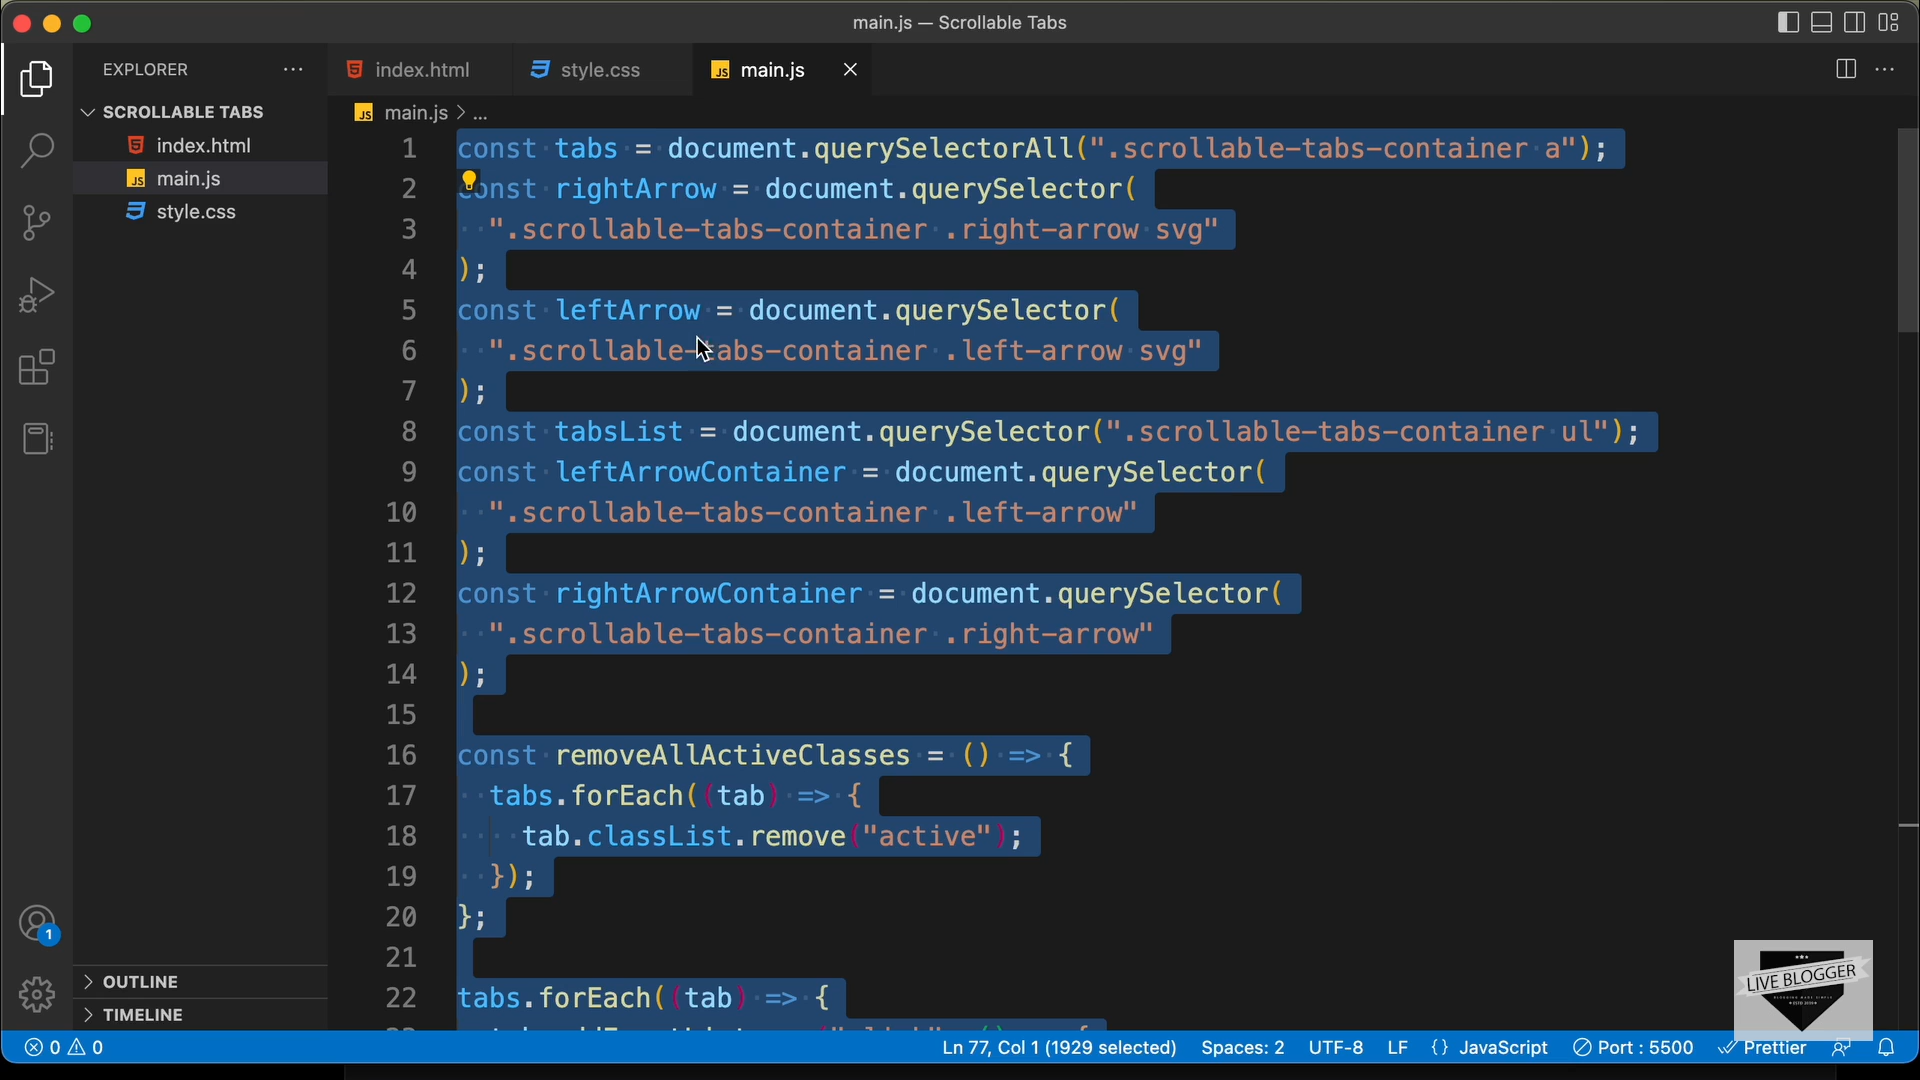 main.js — Scrollable Tabs
EXPLORER
SCROLLABLE TABS
index.html
main.js
style.css
OUTLINE
TIMELINE
1
index.html
style.css
JS main.js
JS main.js > ...
1 const tabs = document.querySelectorAll(".scrollable-tabs-container a");
2 const rightArrow = document.querySelector(
3 ".scrollable-tabs-container .right-arrow svg"
4 );
5 const leftArrow = document.querySelector(
6 ".scrollable-tabs-container .left-arrow svg"
7 );
8 const tabsList = document.querySelector(".scrollable-tabs-container ul");
9 const leftArrowContainer = document.querySelector(
10 ".scrollable-tabs-container .left-arrow"
11 );
12 const rightArrowContainer = document.querySelector(
13 ".scrollable-tabs-container .right-arrow"
14 );
15
16 const removeAllActiveClasses = () => {
17 tabs.forEach((tab) => {
18 tab.classList.remove("active");
19 });
20 };
21
22 tabs.forEach((tab) => {
LIVE BLOGGER
0 0
Ln 77, Col 1 (1929 selected) Spaces: 2 UTF-8 LF {} JavaScript Port : 5500 Prettier